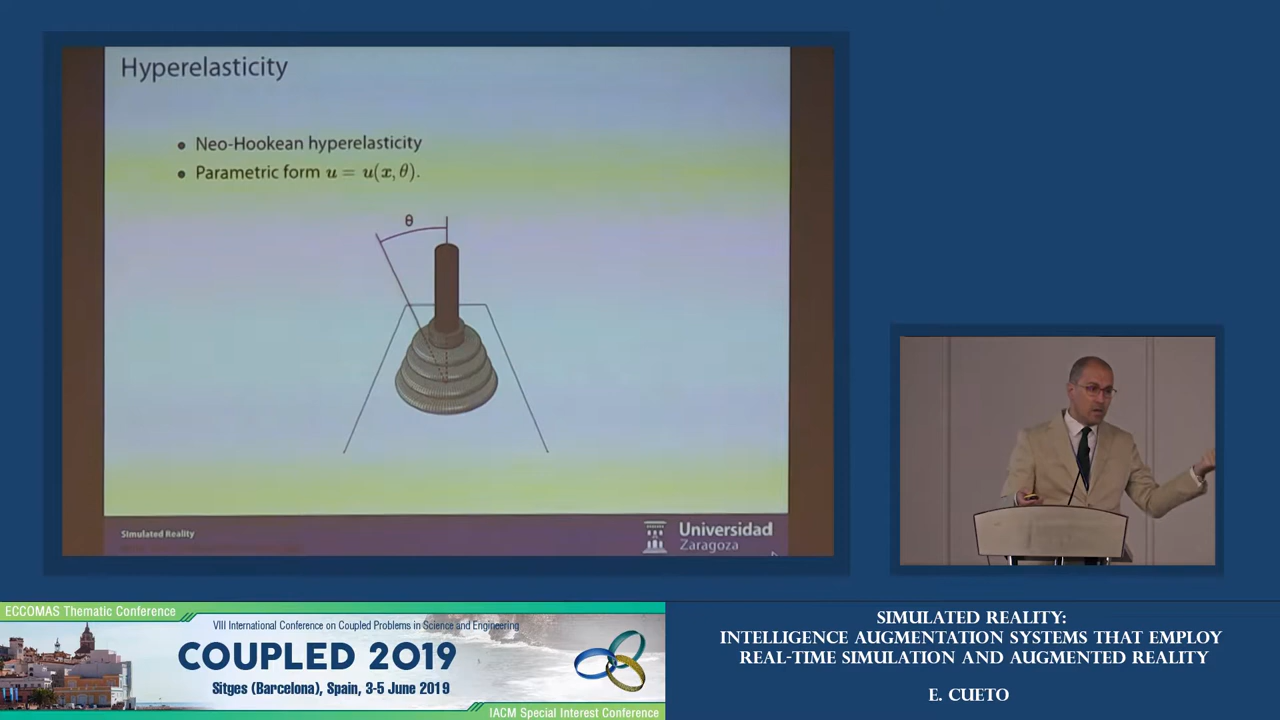 Hyperelasticity
• Neo-Hookean hyperelasticity
• Parametric form u = u(x, θ).
θ
Simulated Reality
Universidad
Zaragoza
ECCOMAS Thematic Conference
VIII International Conference on Coupled Problems in Science and Engineering
COUPLED 2019
Sitges (Barcelona), Spain, 3-5 June 2019
IACM Special Interest Conference
SIMULATED REALITY:
INTELLIGENCE AUGMENTATION SYSTEMS THAT EMPLOY
REAL-TIME SIMULATION AND AUGMENTED REALITY
E. CUETO